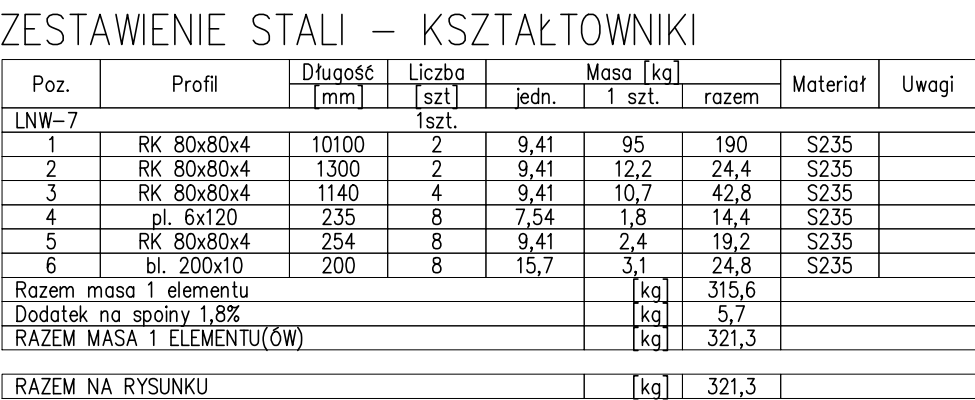 ZESTAWIENIE STALI – KSZTAŁTOWNIKI
Poz. Profil Długość [mm] Liczba [szt] Masa [kg] Materiał Uwagi
jedn. 1 szt. razem
LNW–7 1szt.
1 RK 80x80x4 10100 2 9,41 95 190 S235
2 RK 80x80x4 1300 2 9,41 12,2 24,4 S235
3 RK 80x80x4 1140 4 9,41 10,7 42,8 S235
4 pl. 6x120 235 8 7,54 1,8 14,4 S235
5 RK 80x80x4 254 8 9,41 2,4 19,2 S235
6 bl. 200x10 200 8 15,7 3,1 24,8 S235
Razem masa 1 elementu [kg] 315,6
Dodatek na spoiny 1,8% [kg] 5,7
RAZEM MASA 1 ELEMENTU(ÓW) [kg] 321,3
RAZEM NA RYSUNKU [kg] 321,3